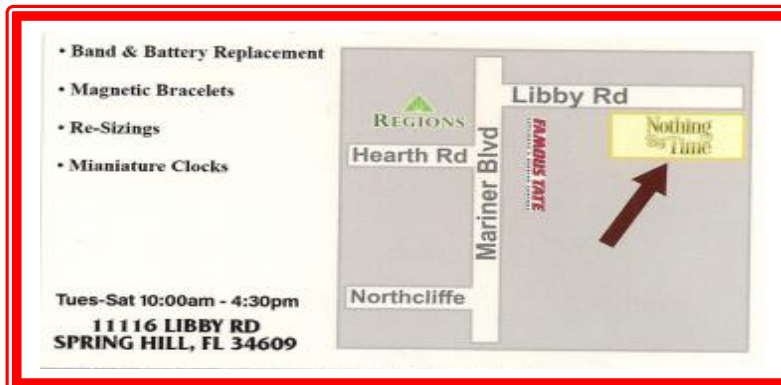 • Band & Battery Replacement
• Magnetic Bracelets
• Re-Sizings
• Mianiature Clocks
Tues-Sat 10:00am - 4:30pm
11116 LIBBY RD
SPRING HILL, FL 34609
Libby Rd
REGIONS
Hearth Rd
Mariner Blvd
FAMOUS TATE
Nothing
But Time
Northcliffe